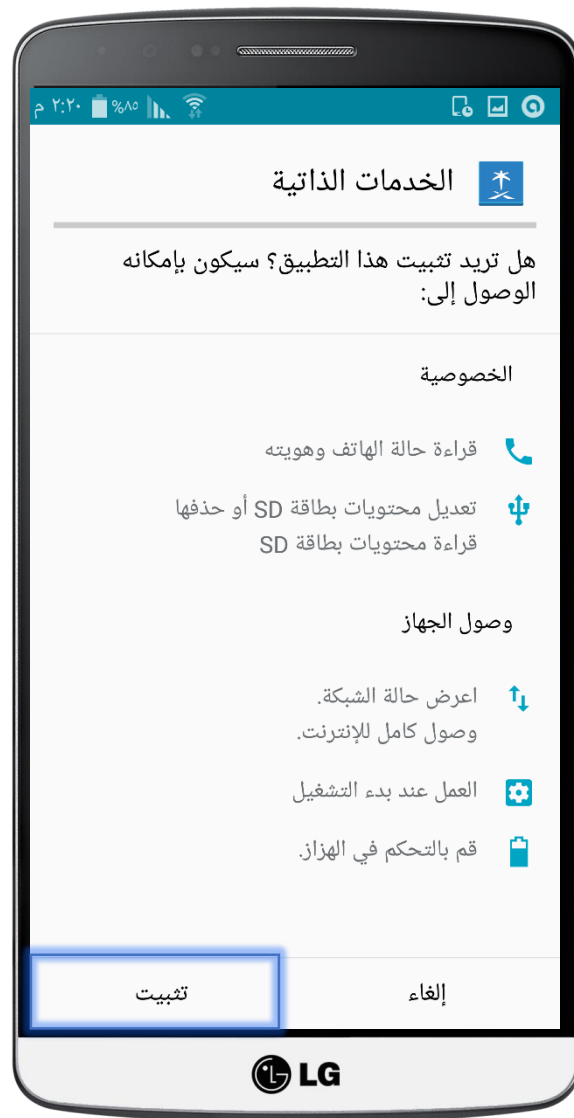 ٢:٢٠ م ٨٥%
الخدمات الذاتية
هل تريد تثبيت هذا التطبيق؟ سيكون بإمكانه
الوصول إلى:
الخصوصية
قراءة حالة الهاتف وهويته
تعديل محتويات بطاقة SD أو حذفها
قراءة محتويات بطاقة SD
وصول الجهاز
اعرض حالة الشبكة.
وصول كامل للإنترنت.
العمل عند بدء التشغيل
قم بالتحكم في الهزاز.
إلغاء
تثبيت
LG